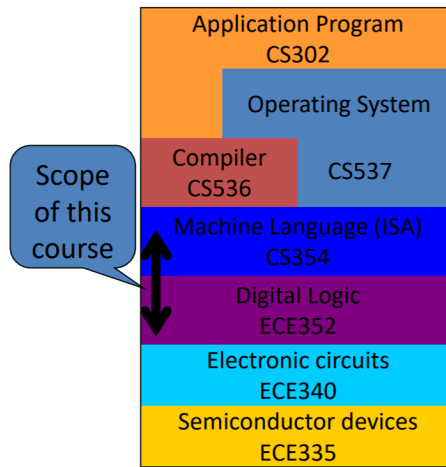 Application Program
CS302
Operating System
Compiler
CS536
CS537
Scope
of this
course
Machine Language (ISA)
CS354
Digital Logic
ECE352
Electronic circuits
ECE340
Semiconductor devices
ECE335